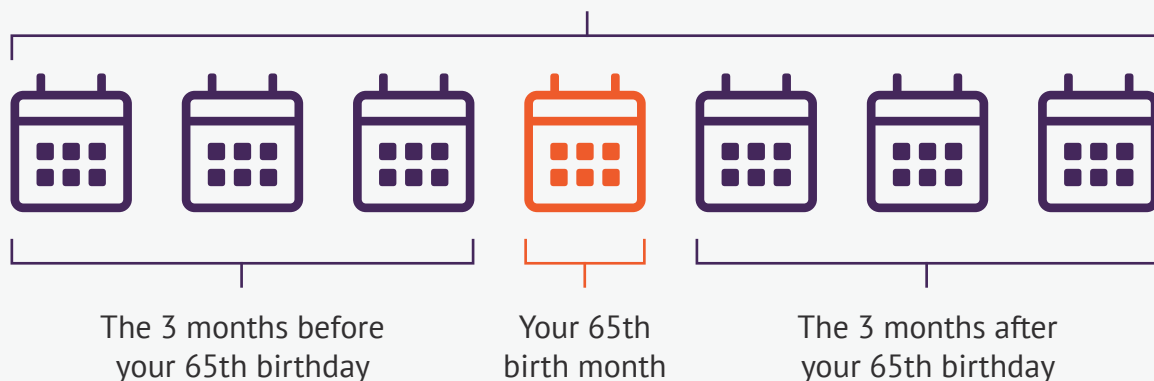 The 3 months before
your 65th birthday
Your 65th
birth month
The 3 months after
your 65th birthday